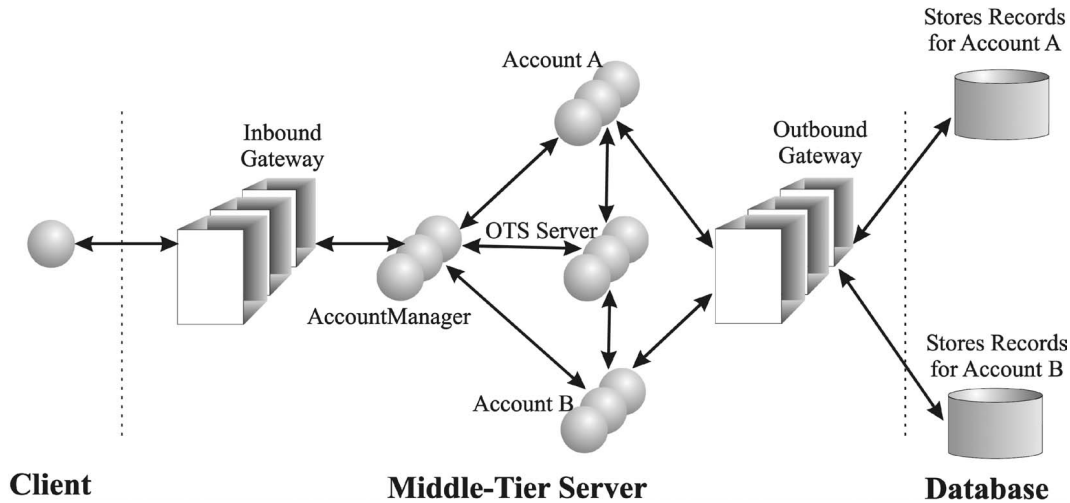 Stores Records
for Account A
Account A
Inbound
Gateway
Outbound
Gateway
OTS Server
AccountManager
Stores Records
for Account B
Account B
Client
Middle-Tier Server
Database